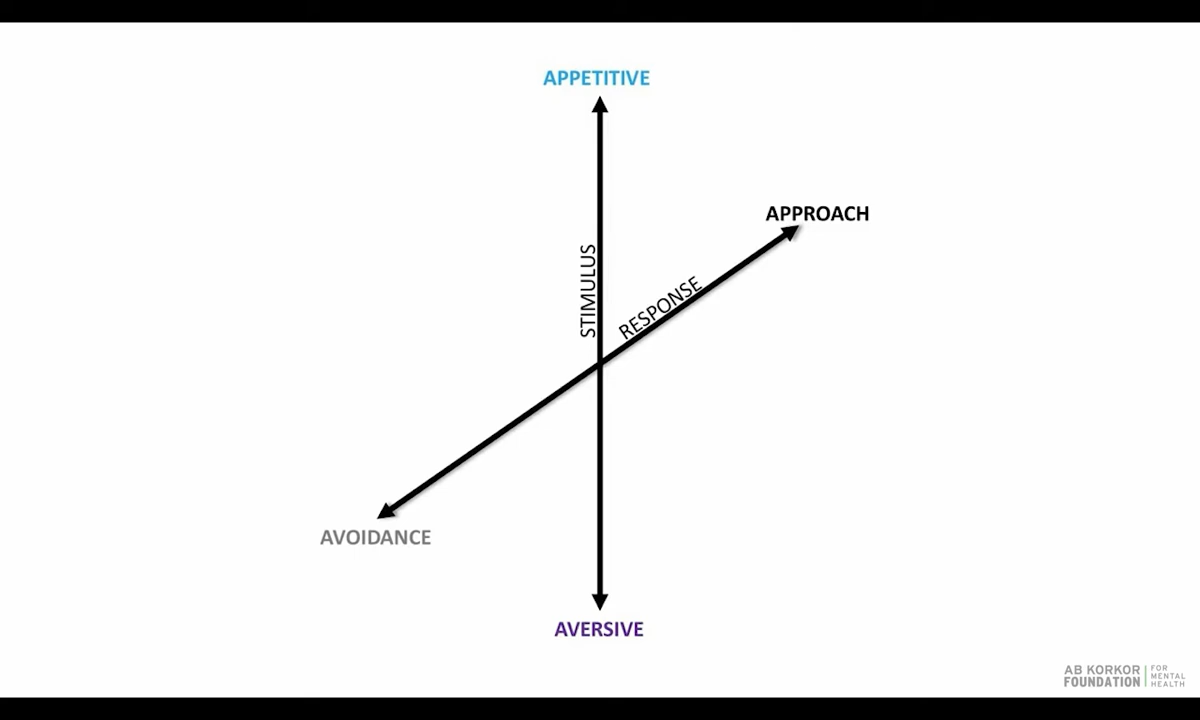 APPETITIVE
APPROACH
STIMULUS
RESPONSE
AVOIDANCE
AVERSIVE
AB KORKOR
FOUNDATION
FOR
MENTAL
HEALTH